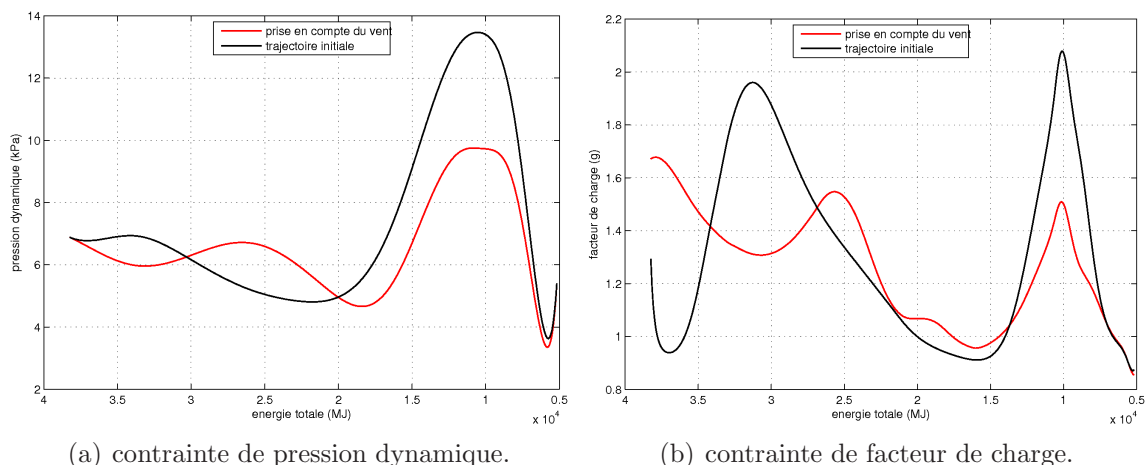 prise en compte du vent
trajectoire initiale
pression dynamique (kPa)
14
12
10
8
6
4
2
4
3.5
3
2.5
2
1.5
1
0.5
energie totale (MJ)
x 10⁴
(a) contrainte de pression dynamique.
prise en compte du vent
trajectoire initiale
facteur de charge (g)
2.2
2
1.8
1.6
1.4
1.2
1
0.8
4
3.5
3
2.5
2
1.5
1
0.5
energie totale (MJ)
x 10⁴
(b) contrainte de facteur de charge.